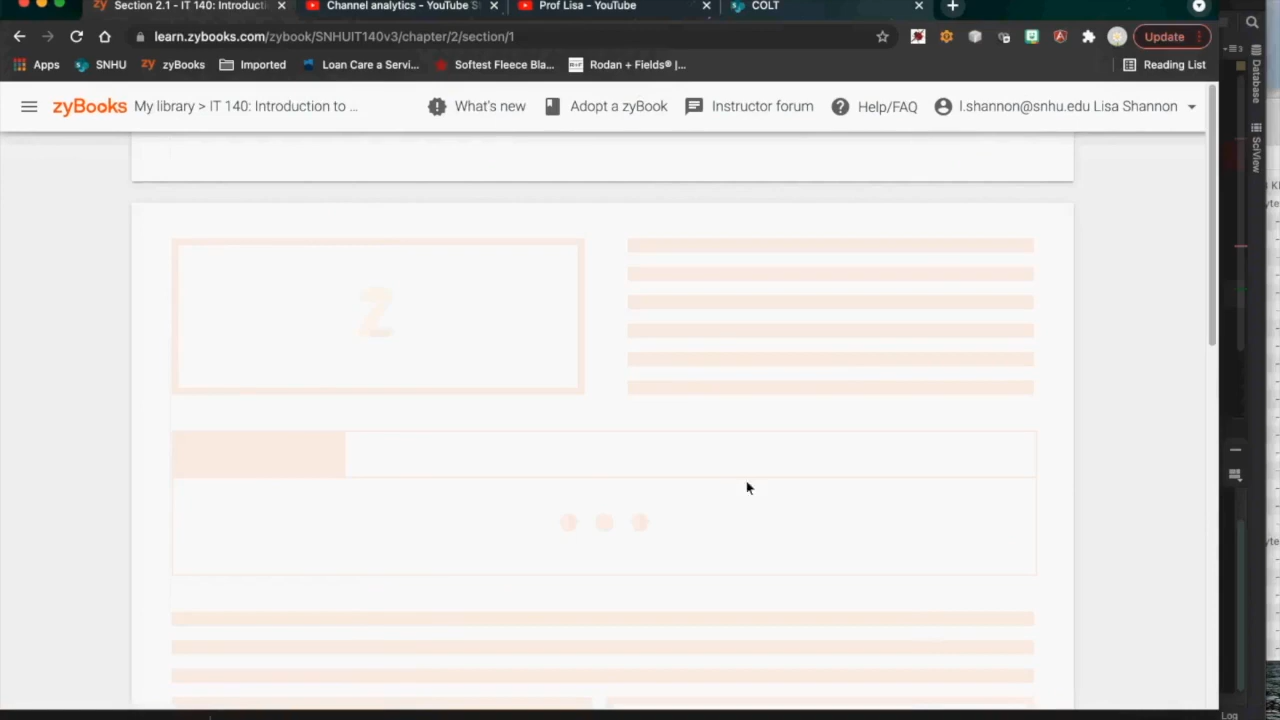 Section 2.1 - IT 140: Introducti
Channel analytics - YouTube S
Prof Lisa - YouTube
COLT
learn.zybooks.com/zybook/SNHUIT140v3/chapter/2/section/1
Update
Apps
SNHU
zyBooks
Imported
Loan Care a Servi...
Softest Fleece Bla...
Rodan + Fields® |...
Reading List
zyBooks My library > IT 140: Introduction to ...
What's new
Adopt a zyBook
Instructor forum
Help/FAQ
l.shannon@snhu.edu Lisa Shannon
Z
Database
SciView
Log